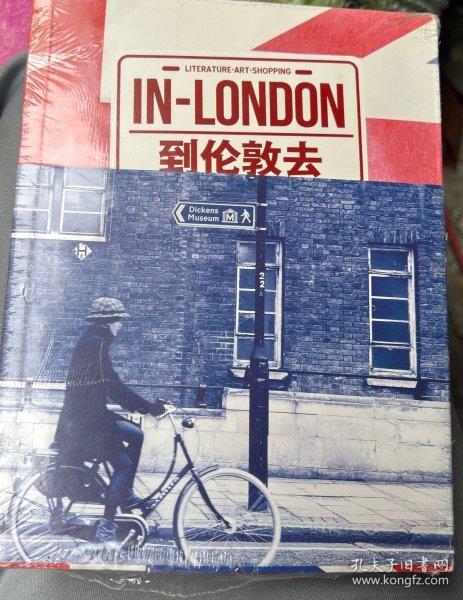 LITERATURE·ART·SHOPPING
IN-LONDON
到伦敦去
Dickens
Museum
22
孔夫子旧书网
www.kongfz.com